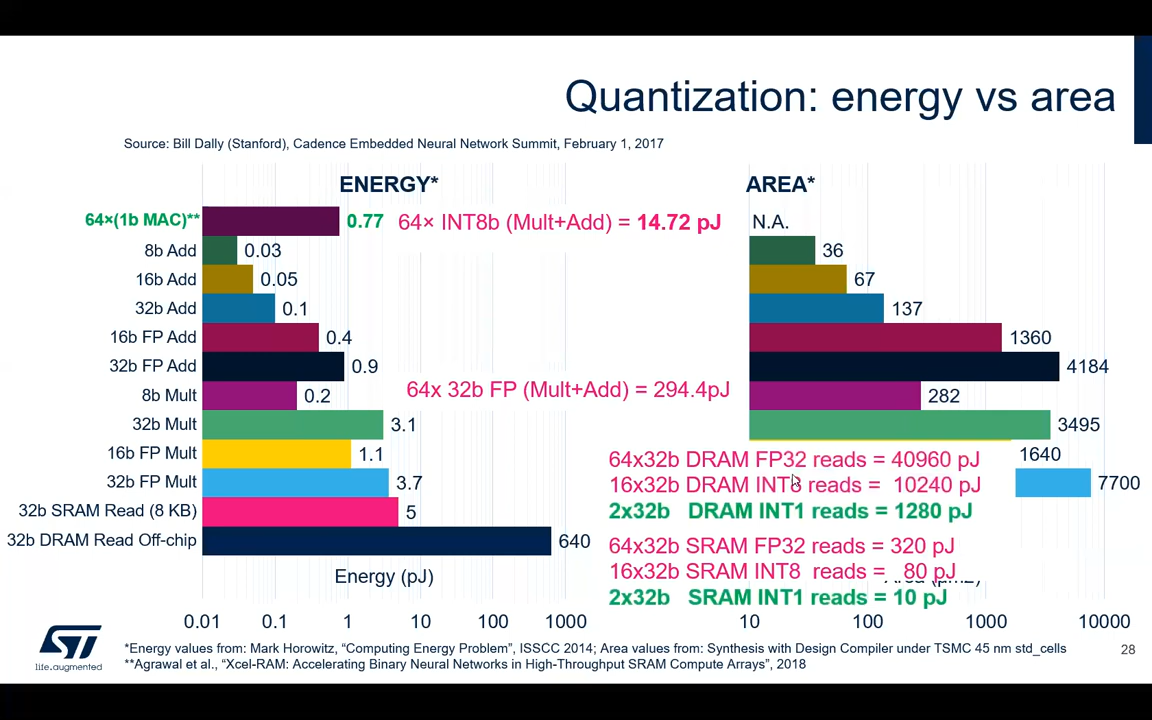 Quantization: energy vs area
Source: Bill Dally (Stanford), Cadence Embedded Neural Network Summit, February 1, 2017
ENERGY*
64×(1b MAC)** 0.77 64× INT8b (Mult+Add) = 14.72 pJ
8b Add 0.03
16b Add 0.05
32b Add 0.1
16b FP Add 0.4
32b FP Add 0.9
64x 32b FP (Mult+Add) = 294.4pJ
8b Mult 0.2
32b Mult 3.1
16b FP Mult 1.1
32b FP Mult 3.7
32b SRAM Read (8 KB) 5
32b DRAM Read Off-chip 640
Energy (pJ)
0.01 0.1 1 10 100 1000
AREA*
N.A.
36
67
137
1360
4184
282
3495
1640
7700
64x32b DRAM FP32 reads = 40960 pJ
16x32b DRAM INT8 reads = 10240 pJ
2x32b DRAM INT1 reads = 1280 pJ
64x32b SRAM FP32 reads = 320 pJ
16x32b SRAM INT8 reads = 80 pJ
2x32b SRAM INT1 reads = 10 pJ
10 100 1000 10000
ST
life.augmented
*Energy values from: Mark Horowitz, “Computing Energy Problem”, ISSCC 2014; Area values from: Synthesis with Design Compiler under TSMC 45 nm std_cells
**Agrawal et al., “Xcel-RAM: Accelerating Binary Neural Networks in High-Throughput SRAM Compute Arrays”, 2018
28